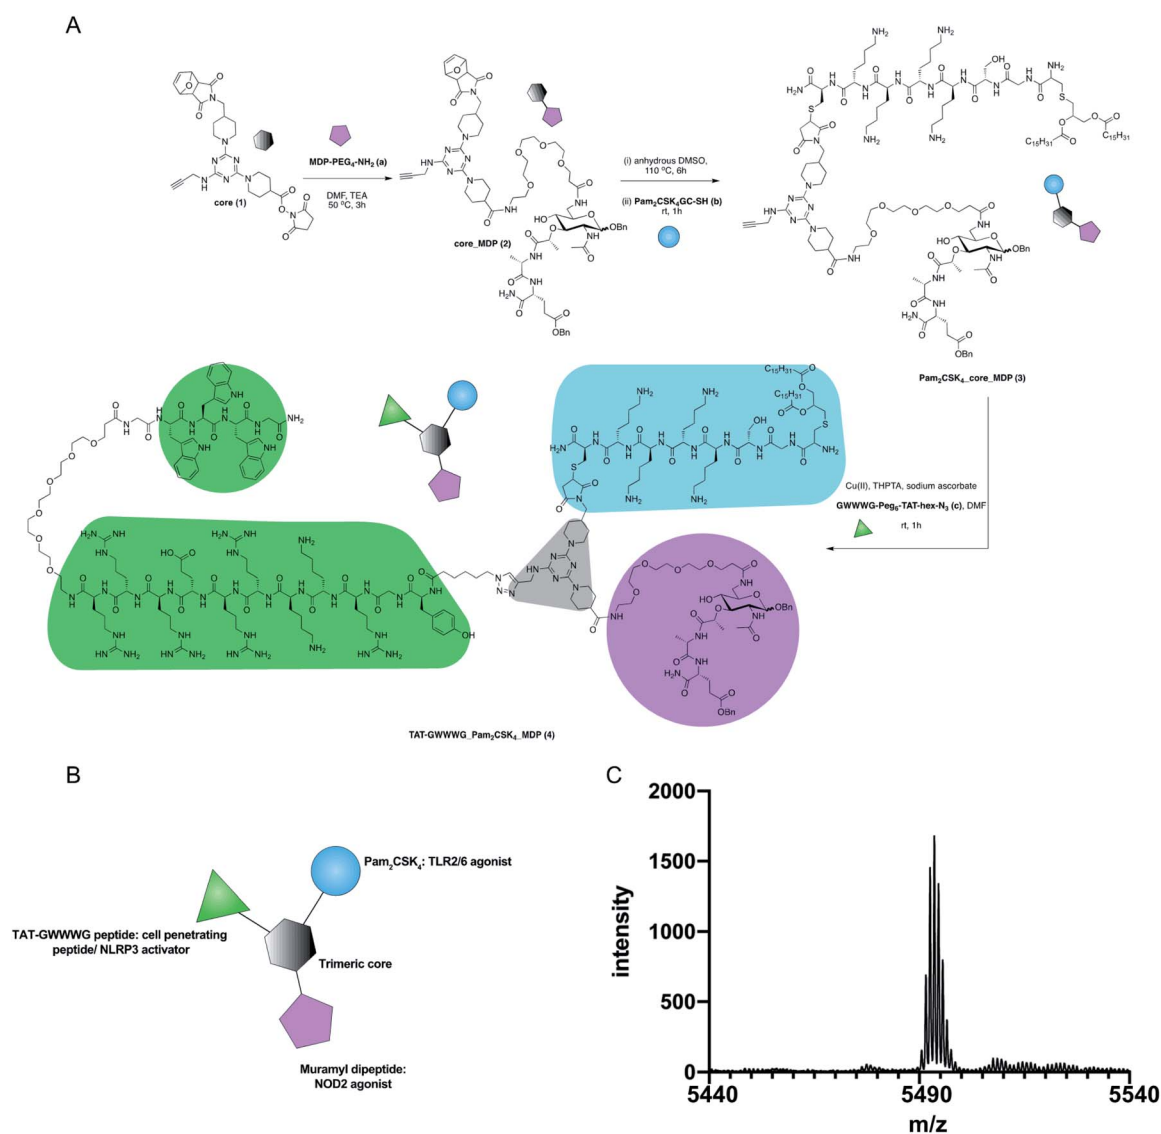 A
MDP-PEG₄-NH₂ (a)
DMF, TEA
50 °C, 3h
core (1)
core_MDP (2)
(i) anhydrous DMSO,
110 °C, 6h
(ii) Pam₂CSK₄GC-SH (b)
rt, 1h
Pam₂CSK₄_core_MDP (3)
Cu(II), THPTA, sodium ascorbate
GWWWG-Peg₆-TAT-hex-N₃ (c), DMF
rt, 1h
TAT-GWWWG_Pam₂CSK₄_MDP (4)
B
Pam₂CSK₄: TLR2/6 agonist
TAT-GWWWG peptide: cell penetrating
peptide/ NLRP3 activator
Trimeric core
Muramyl dipeptide:
NOD2 agonist
C
2000
1500
1000
500
0
intensity
5440
5490
5540
m/z